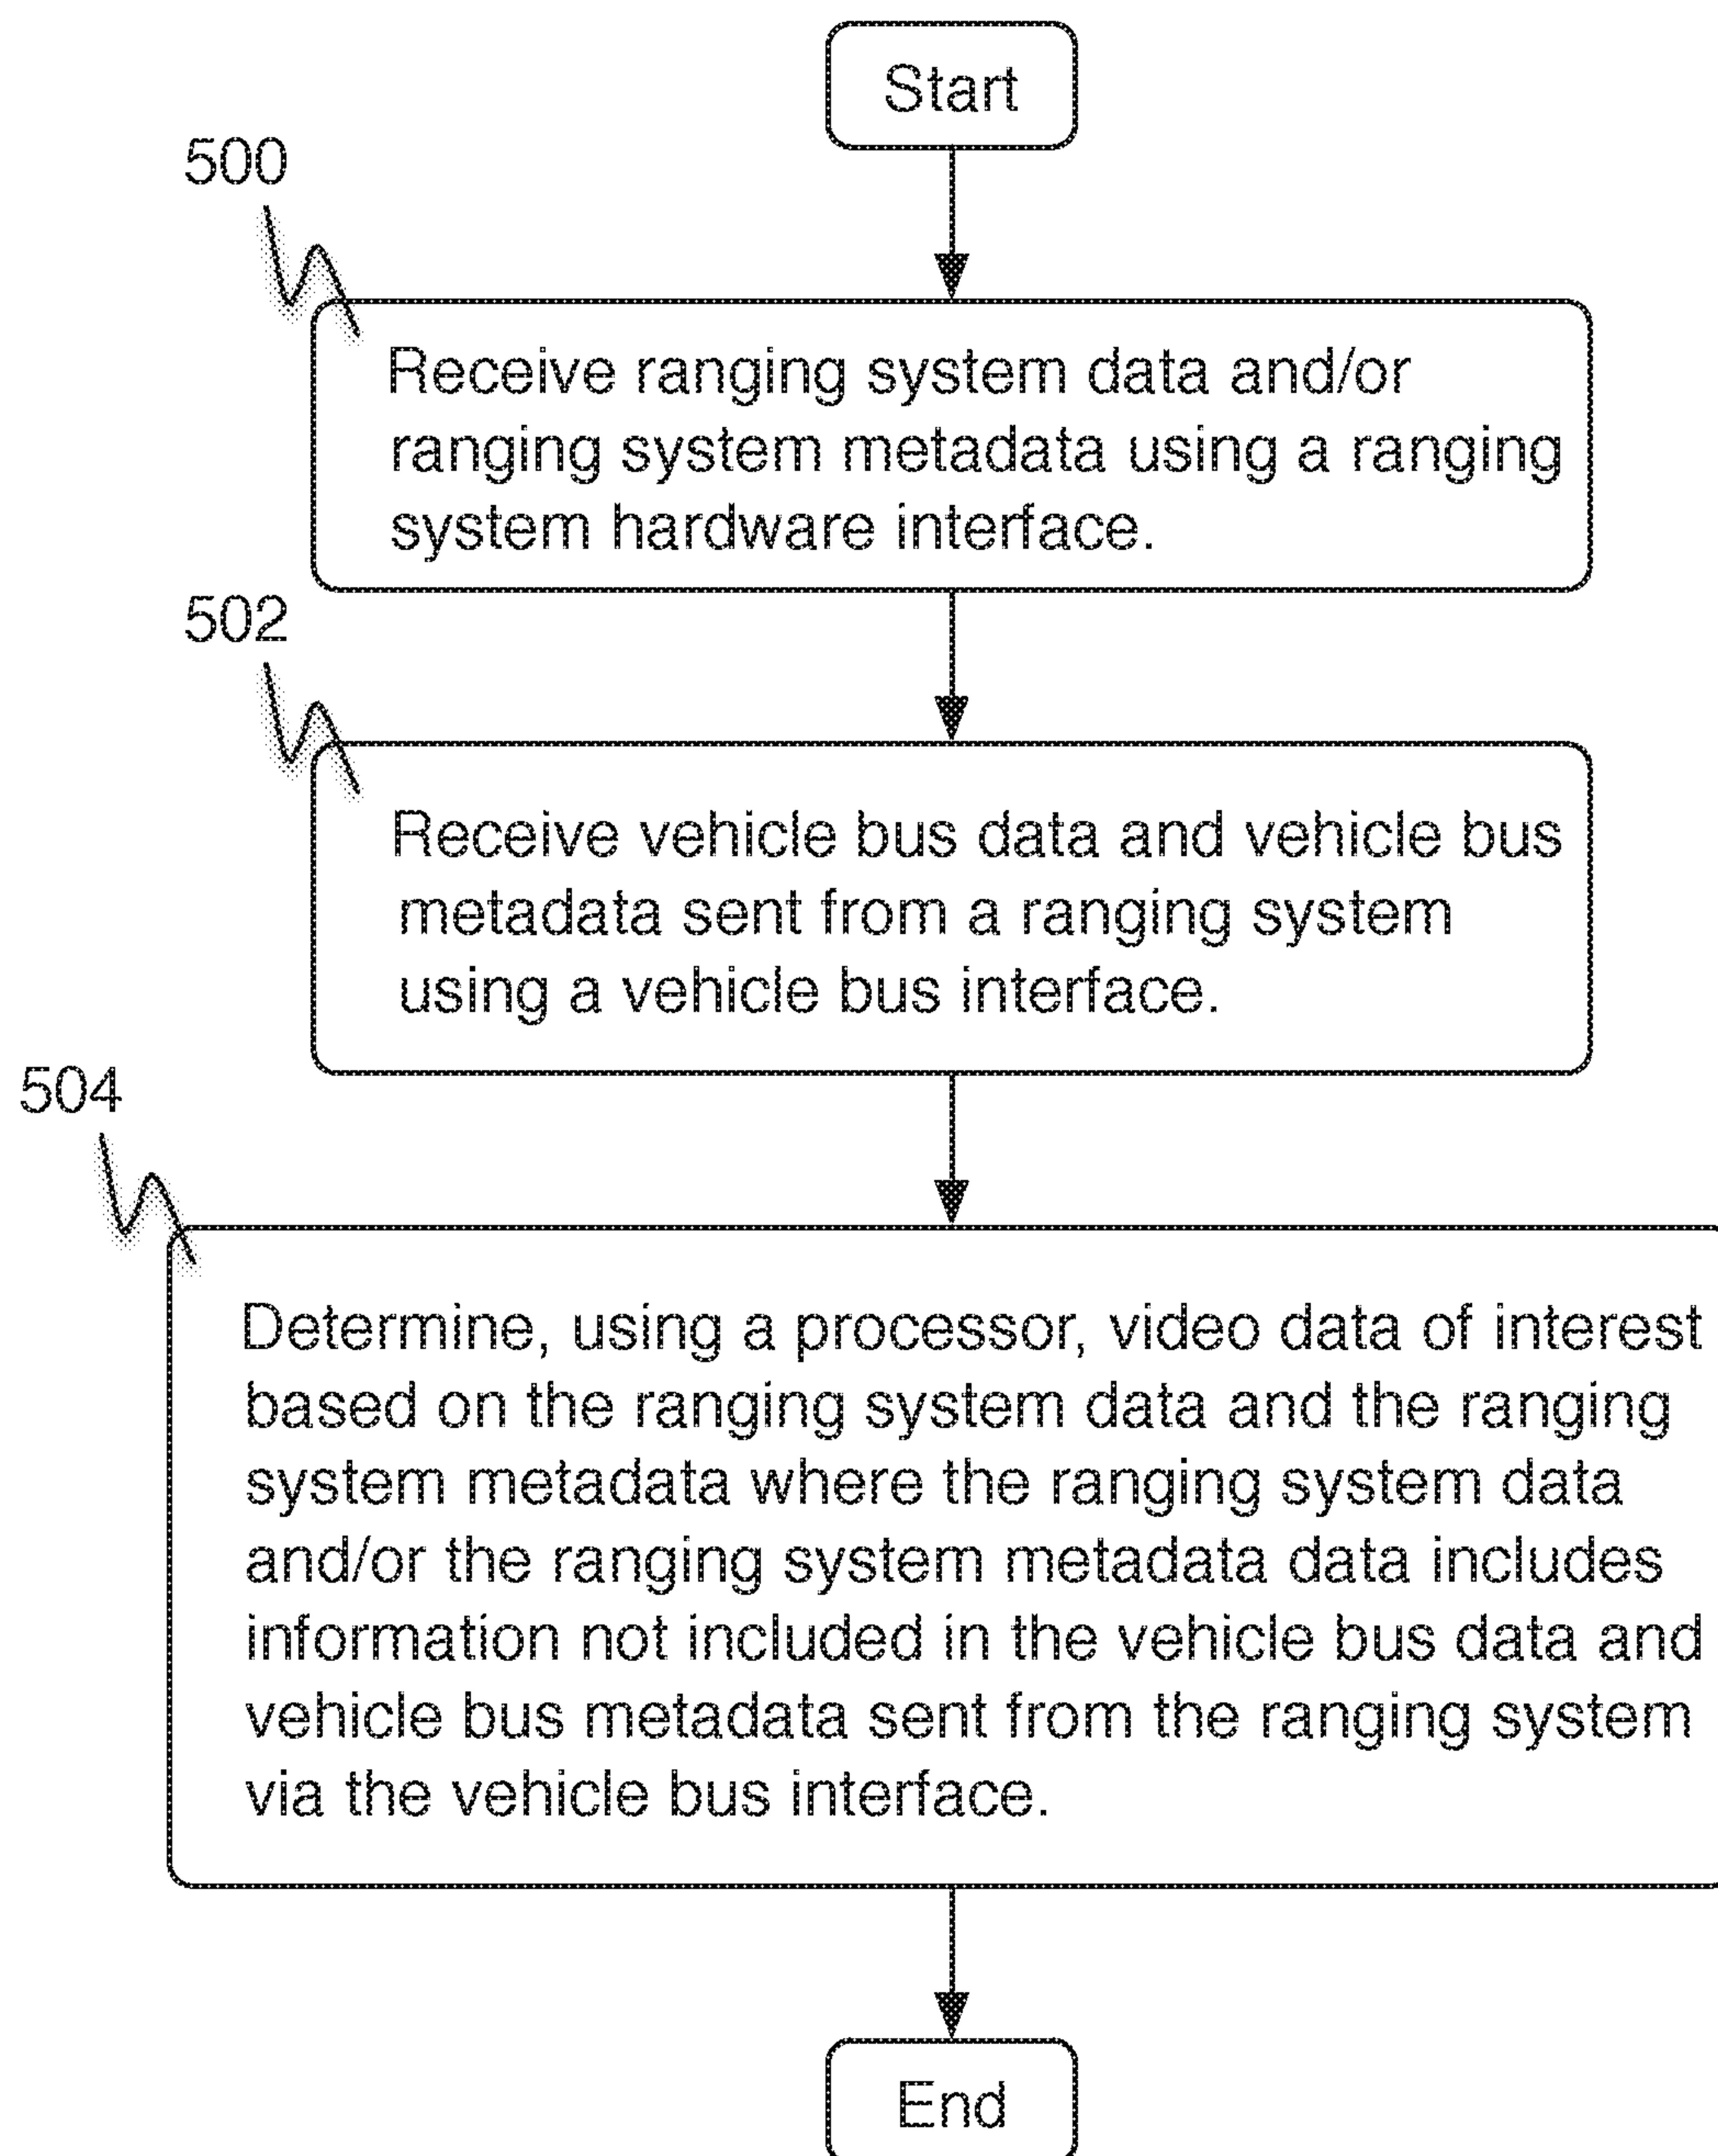 Start
500
Receive ranging system data and/or
ranging system metadata using a ranging
system hardware interface.
502
Receive vehicle bus data and vehicle bus
metadata sent from a ranging system
using a vehicle bus interface.
504
Determine, using a processor, video data of interest
based on the ranging system data and the ranging
system metadata where the ranging system data
and/or the ranging system metadata data includes
information not included in the vehicle bus data and
vehicle bus metadata sent from the ranging system
via the vehicle bus interface.
End